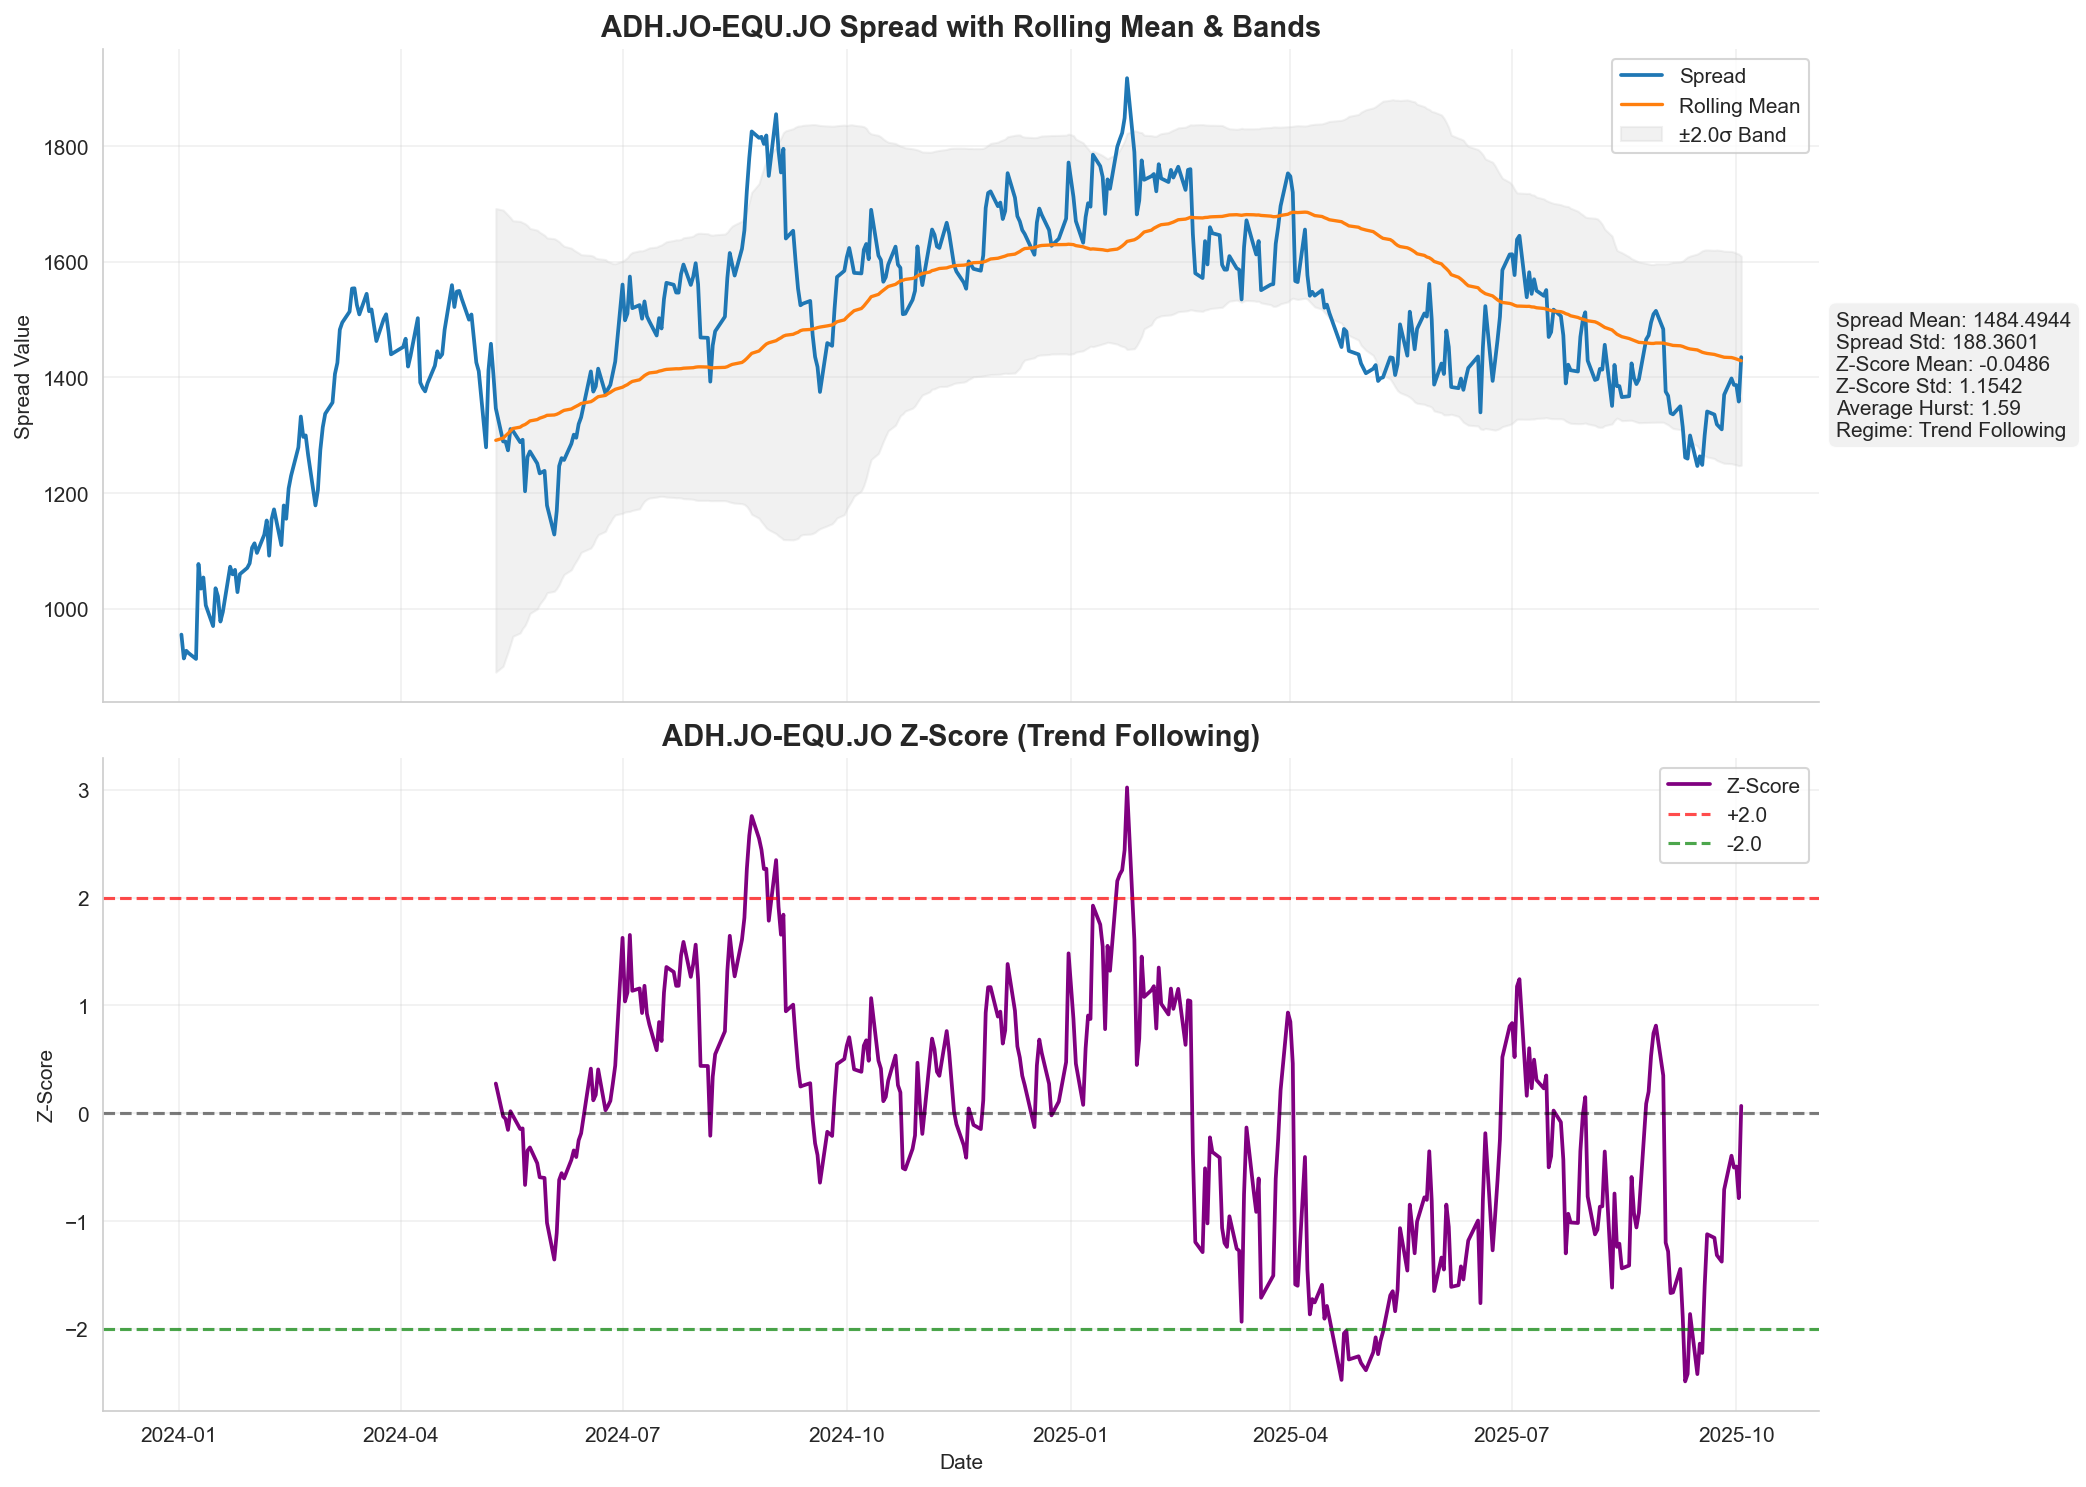 ADH.JO-EQU.JO Spread with Rolling Mean & Bands
Spread Value
1800
1600
1400
1200
1000
Spread
Rolling Mean
±2.0σ Band
Spread Mean: 1484.4944
Spread Std: 188.3601
Z-Score Mean: -0.0486
Z-Score Std: 1.1542
Average Hurst: 1.59
Regime: Trend Following
ADH.JO-EQU.JO Z-Score (Trend Following)
Z-Score
3
2
1
0
−1
−2
Z-Score
+2.0
-2.0
2024-01
2024-04
2024-07
2024-10
2025-01
2025-04
2025-07
2025-10
Date